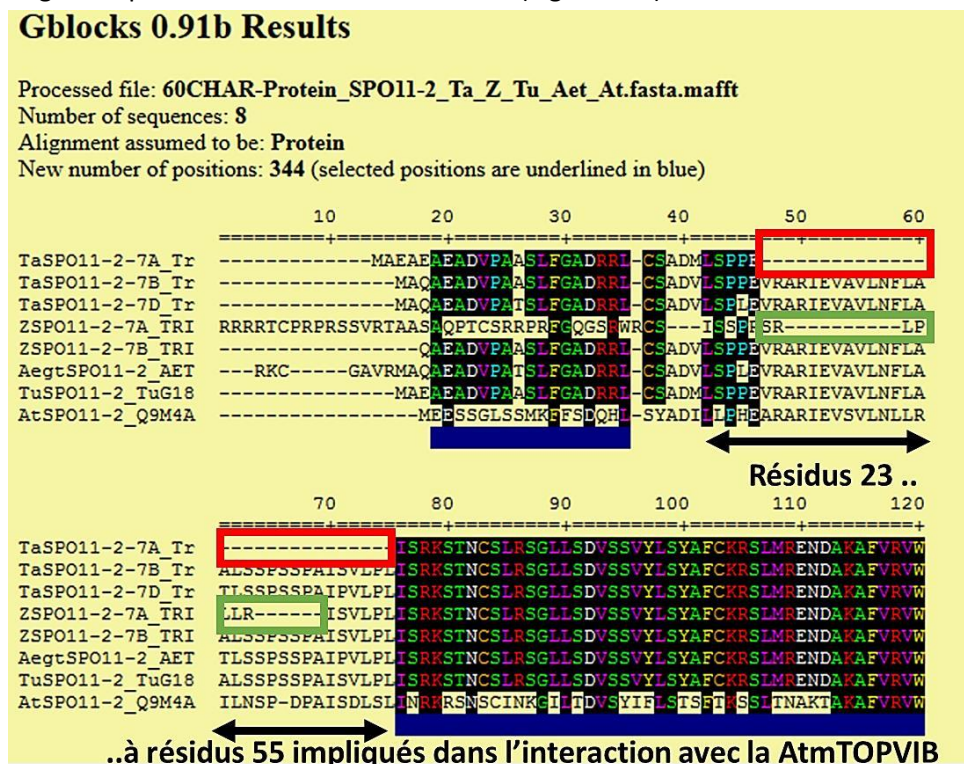 Gblocks 0.91b Results
Processed file: 60CHAR-Protein_SPO11-2_Ta_Z_Tu_Aet_At.fasta.mafft
Number of sequences: 8
Alignment assumed to be: Protein
New number of positions: 344 (selected positions are underlined in blue)
10 20 30 40 50 60
=========+=========+=========+=========+=========+=========+
TaSPO11-2-7A_Tr -------------MAEAEAEADVPAASLFGADRRL-CSADMLSPPE--------------
TaSPO11-2-7B_Tr ---------------MAQAEADVPAASLFGADRRL-CSADVLSPPEVRARIEVAVLNFLA
TaSPO11-2-7D_Tr ---------------MAQAEADVPATSLFGADRRL-CSADVLSPLEVRARIEVAVLNFLA
ZSPO11-2-7A_TRI RRRRTCPRPRSSVRTAASAQPTCSRRPRFGQGSRWRCS---ISSPPSR----------LP
ZSPO11-2-7B_TRI -----------------QAEADVPAASLFGADRRL-CSADVLSPPEVRARIEVAVLNFLA
AegtSPO11-2_AET ---RKC-----GAVRMAQAEADVPATSLFGADRRL-CSADVLSPLEVRARIEVAVLNFLA
TuSPO11-2_TuG18 ---------------MAEAEADVPAASLFGADRRL-CSADMLSPPEVRARIEVAVLNFLA
AtSPO11-2_Q9M4A -----------------MEESSGLSSMKFFSDQHL-SYADILLPHEARARIEVSVLNLLR
Résidus 23 ..
70 80 90 100 110 120
=========+=========+=========+=========+=========+=========+
TaSPO11-2-7A_Tr ---------------ISRKSTNCSLRSGLLSDVSSVYLSYAFCKRSLMRENDAKAFVRVW
TaSPO11-2-7B_Tr ALSSPSSPAISVLPLISRKSTNCSLRSGLLSDVSSVYLSYAFCKRSLMRENDAKAFVRVW
TaSPO11-2-7D_Tr TLSSPSSPAIPVLPLISRKSTNCSLRSGLLSDVSSVYLSYAFCKRSLMRENDAKAFVRVW
ZSPO11-2-7A_TRI LLR------ISVLPLISRKSTNCSLRSGLLSDVSSVYLSYAFCKRSLMRENDAKAFVRVW
ZSPO11-2-7B_TRI ALSSPSSPAISVLPLISRKSTNCSLRSGLLSDVSSVYLSYAFCKRSLMRENDAKAFVRVW
AegtSPO11-2_AET TLSSPSSPAIPVLPLISRKSTNCSLRSGLLSDVSSVYLSYAFCKRSLMRENDAKAFVRVW
TuSPO11-2_TuG18 ALSSPSSPAISVLPLISRKSTNCSLRSGLLSDVSSVYLSYAFCKRSLMRENDAKAFVRVW
AtSPO11-2_Q9M4A ILNSP-DPAISDLSLINRKRSNSCINKGILTDVSYIFLSTSFTKSSLTNAKTAKAFVRVW
..à résidus 55 impliqués dans l'interaction avec la AtmTOPVIB